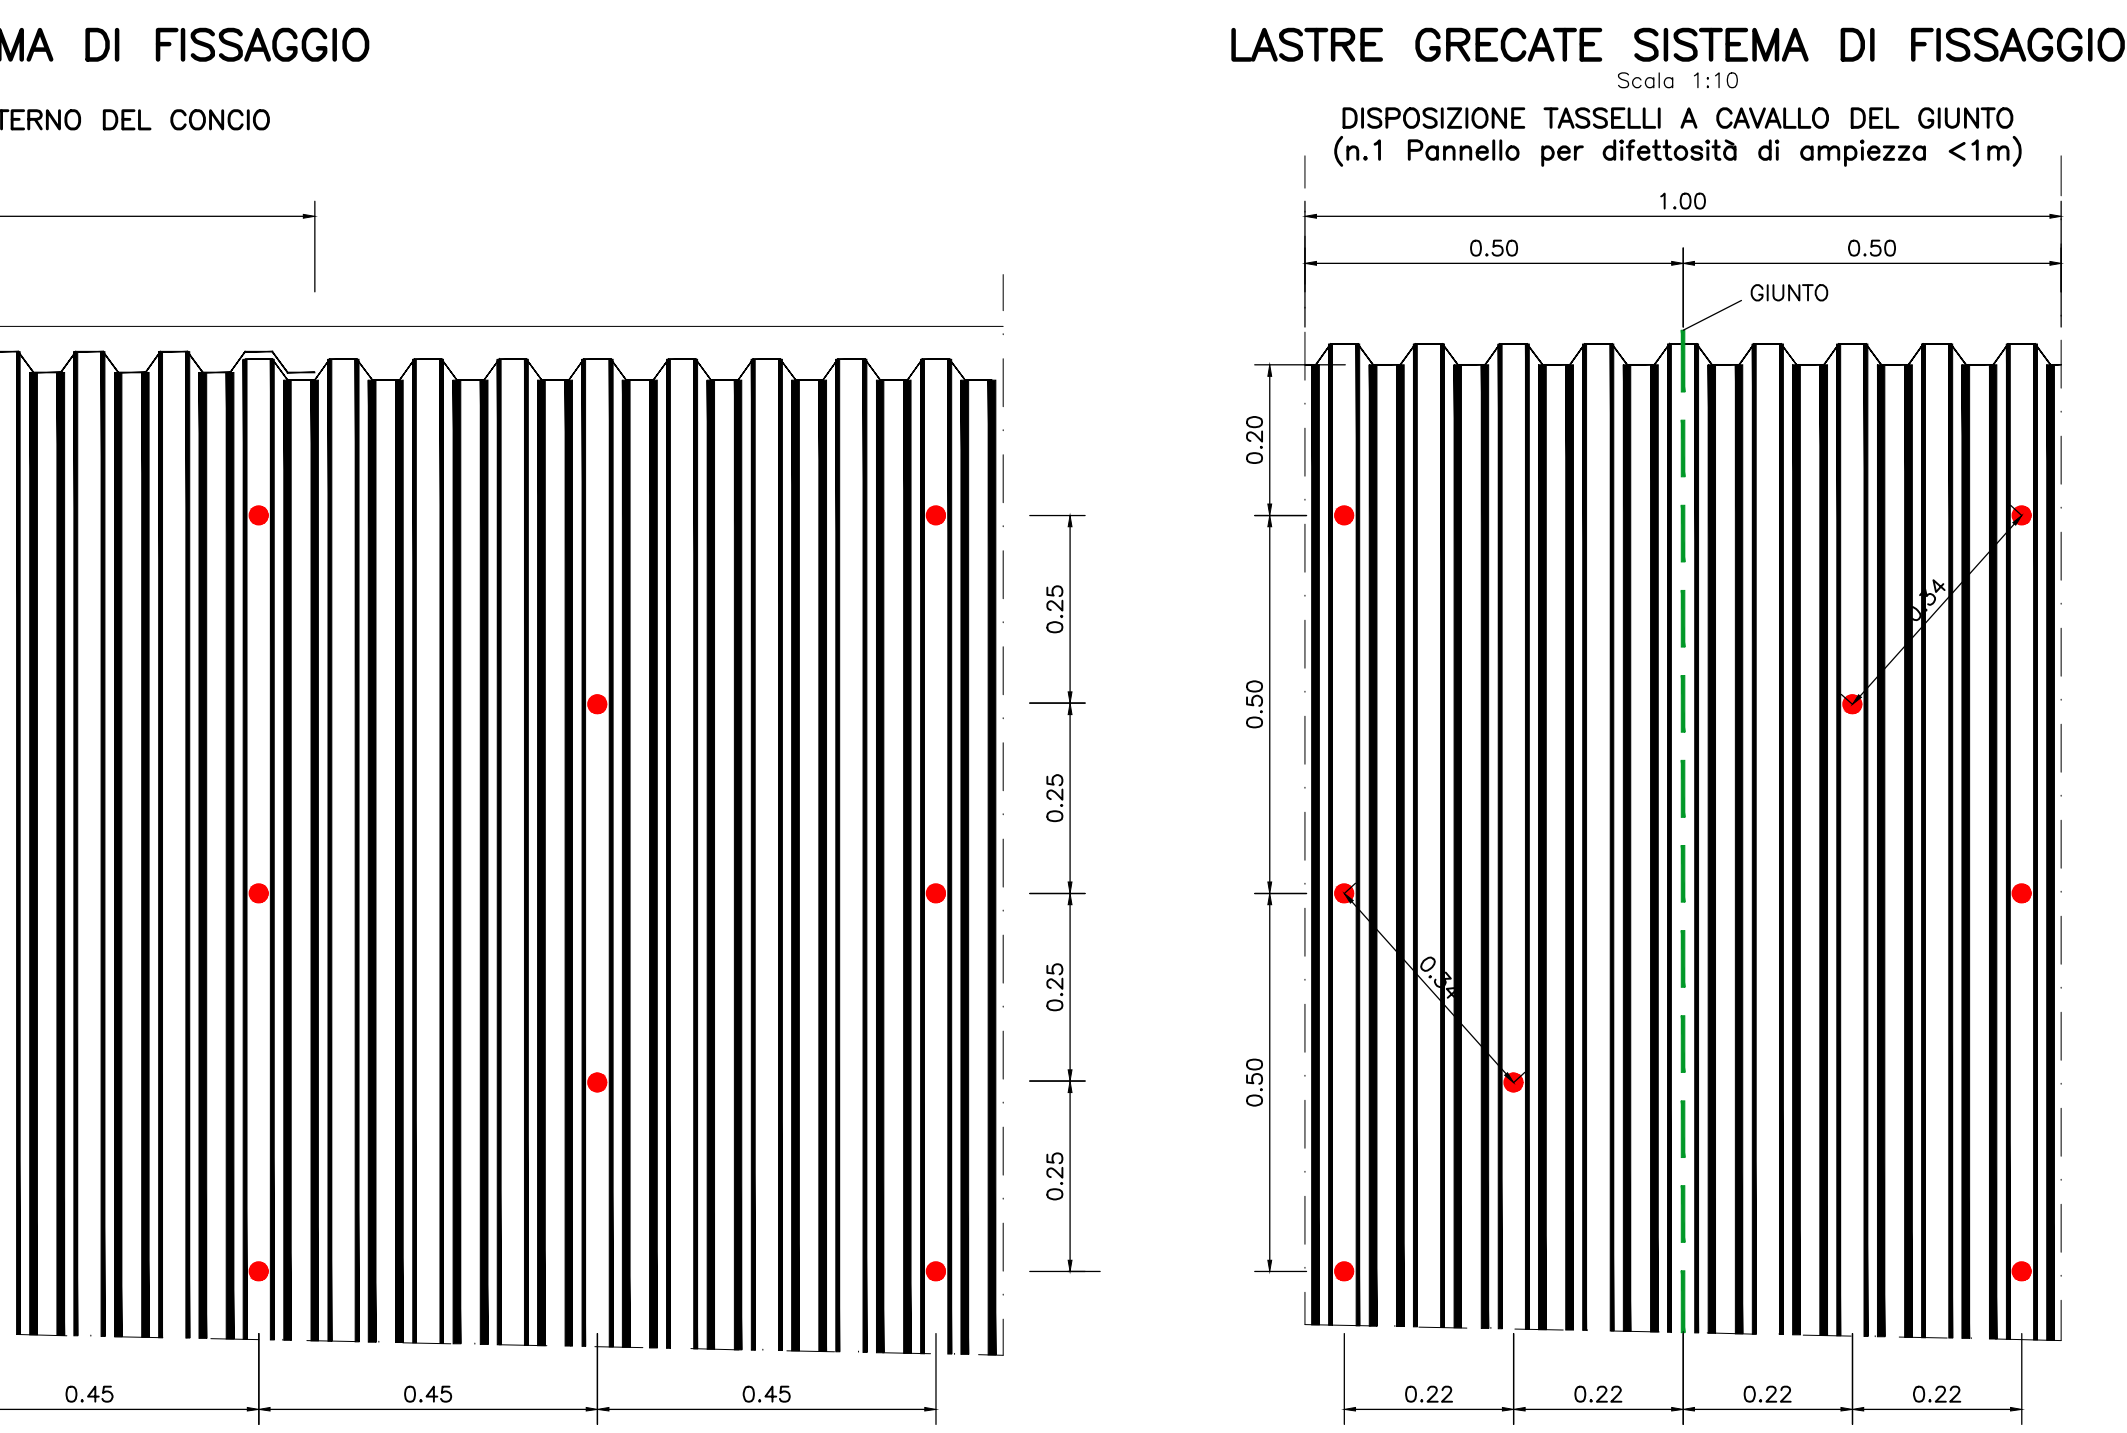 MA DI FISSAGGIO
TERNO DEL CONCIO
0.25
0.25
0.25
0.25
0.45
0.45
0.45
LASTRE GRECATE SISTEMA DI FISSAGGIO
Scala 1:10
DISPOSIZIONE TASSELLI A CAVALLO DEL GIUNTO
(n.1 Pannello per difettosità di ampiezza <1m)
1.00
0.50
0.50
GIUNTO
0.20
0.50
0.50
0.34
0.34
0.22
0.22
0.22
0.22